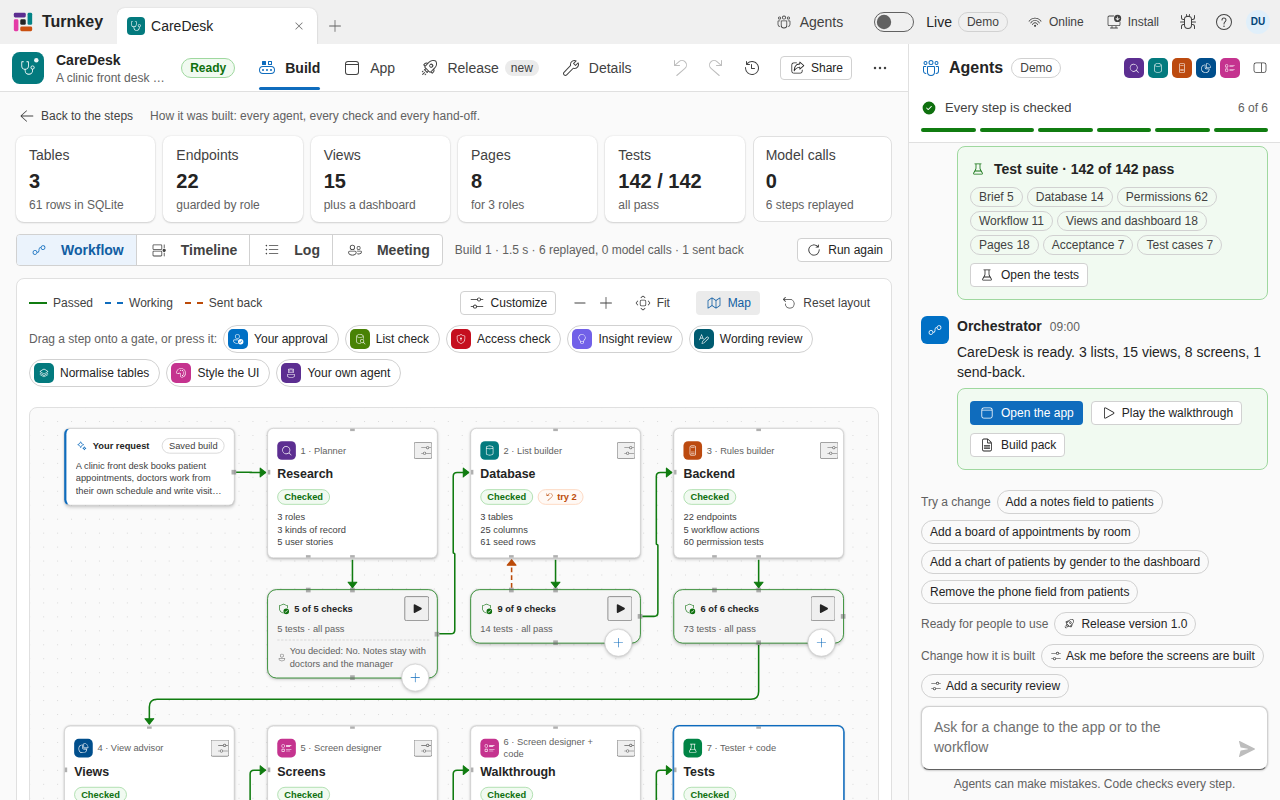 Turnkey
CareDesk
Agents
Live
Demo
Online
Install
DU
CareDesk
A clinic front desk …
Ready
Build
App
Release new
Details
Share
Agents
Demo
Back to the steps
How it was built: every agent, every check and every hand-off.
Every step is checked
6 of 6
Tables
3
61 rows in SQLite
Endpoints
22
guarded by role
Views
15
plus a dashboard
Pages
8
for 3 roles
Tests
142 / 142
all pass
Model calls
0
6 steps replayed
Workflow
Timeline
Log
Meeting
Build 1 · 1.5 s · 6 replayed, 0 model calls · 1 sent back
Run again
Passed
Working
Sent back
Customize
Fit
Map
Reset layout
Drag a step onto a gate, or press it:
Your approval
List check
Access check
Insight review
Wording review
Normalise tables
Style the UI
Your own agent
Your request
Saved build
A clinic front desk books patient
appointments, doctors work from
their own schedule and write visit…
1 · Planner
Research
Checked
3 roles
3 kinds of record
5 user stories
2 · List builder
Database
Checked
try 2
3 tables
25 columns
61 seed rows
3 · Rules builder
Backend
Checked
22 endpoints
5 workflow actions
60 permission tests
5 of 5 checks
5 tests · all pass
You decided: No. Notes stay with
doctors and the manager
9 of 9 checks
14 tests · all pass
6 of 6 checks
73 tests · all pass
4 · View advisor
Views
Checked
5 · Screen designer
Screens
Checked
6 · Screen designer +
code
Walkthrough
Checked
7 · Tester + code
Tests
Checked
Test suite · 142 of 142 pass
Brief 5
Database 14
Permissions 62
Workflow 11
Views and dashboard 18
Pages 18
Acceptance 7
Test cases 7
Open the tests
Orchestrator 09:00
CareDesk is ready. 3 lists, 15 views, 8 screens, 1
send-back.
Open the app
Play the walkthrough
Build pack
Try a change
Add a notes field to patients
Add a board of appointments by room
Add a chart of patients by gender to the dashboard
Remove the phone field from patients
Ready for people to use
Release version 1.0
Change how it is built
Ask me before the screens are built
Add a security review
Ask for a change to the app or to the
workflow
Agents can make mistakes. Code checks every step.